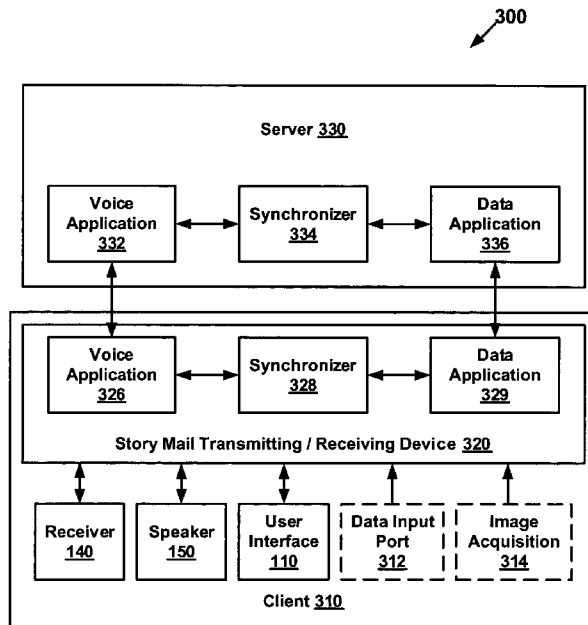 300
Server 330
Voice
Application
332
Synchronizer
334
Data
Application
336
Voice
Application
326
Synchronizer
328
Data
Application
329
Story Mail Transmitting / Receiving Device 320
Receiver
140
Speaker
150
User
Interface
110
Data Input
Port
312
Image
Acquisition
314
Client 310